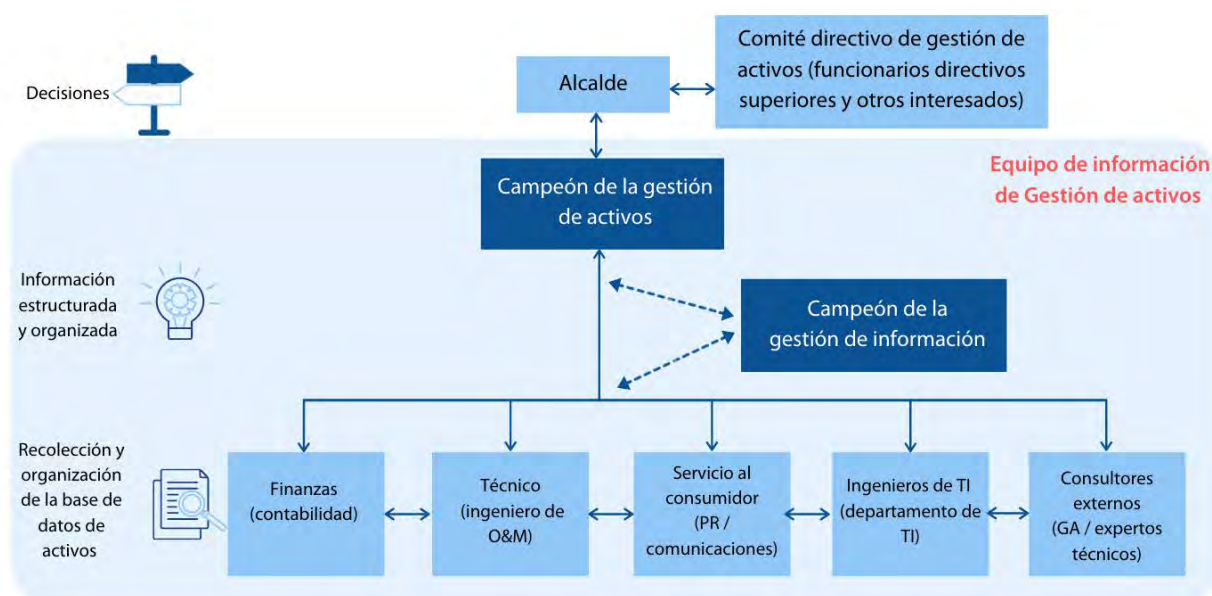 Decisiones
Alcalde
Comité directivo de gestión de
activos (funcionarios directivos
superiores y otros interesados)
Equipo de información
de Gestión de activos
Campeón de la gestión
de activos
Información
estructurada
y organizada
Campeón de la
gestión de información
Recolección y
organización
de la base de
datos de
activos
Finanzas
(contabilidad)
Técnico
(ingeniero de
O&M)
Servicio al
consumidor
(PR /
comunicaciones)
Ingenieros de TI
(departamento de
TI)
Consultores
externos
(GA / expertos
técnicos)